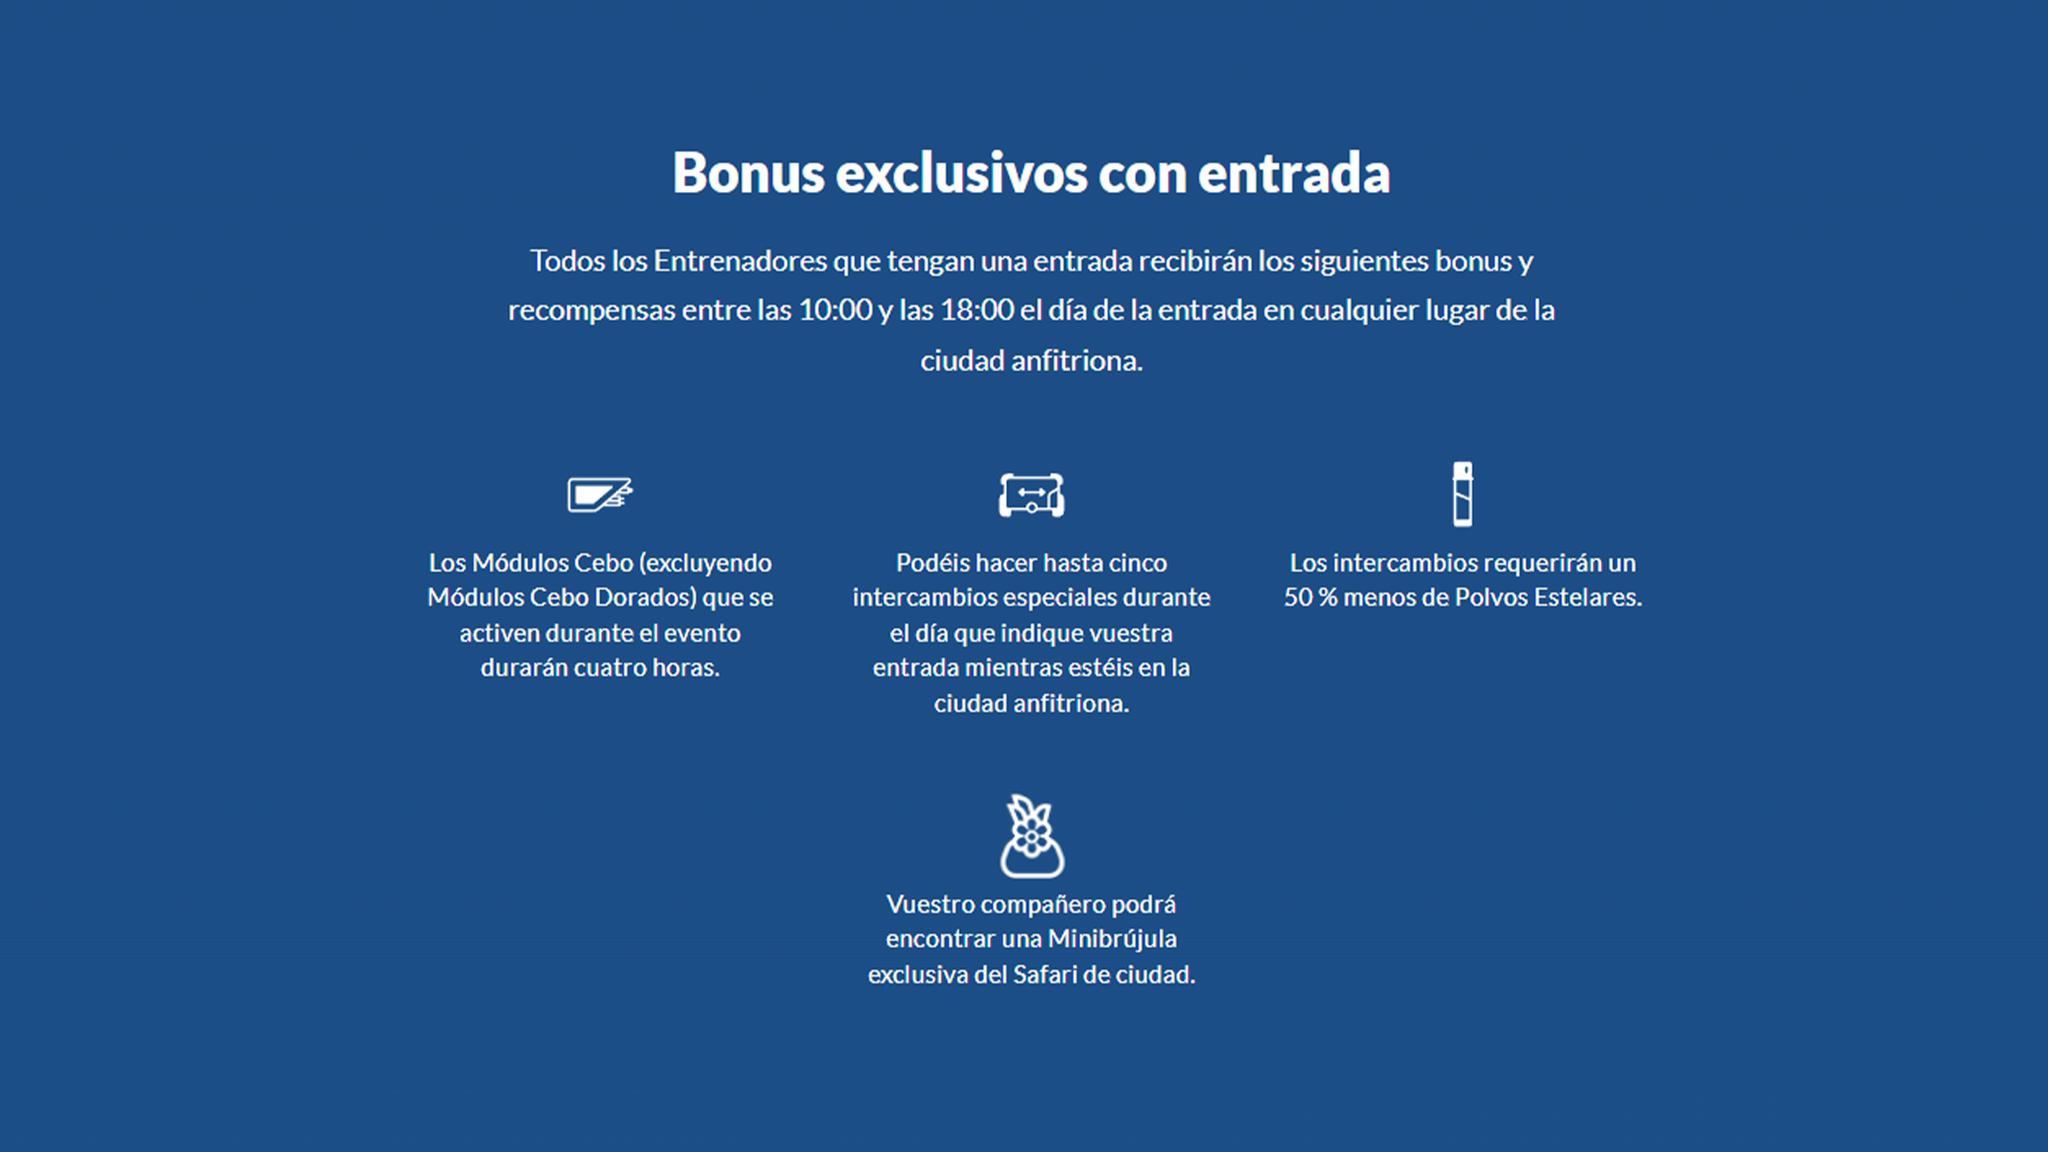 Bonus exclusivos con entrada
Todos los Entrenadores que tengan una entrada recibirán los siguientes bonus y
recompensas entre las 10:00 y las 18:00 el día de la entrada en cualquier lugar de la
ciudad anfitriona.
Los Módulos Cebo (excluyendo
Módulos Cebo Dorados) que se
activen durante el evento
durarán cuatro horas.
Podéis hacer hasta cinco
intercambios especiales durante
el día que indique vuestra
entrada mientras estéis en la
ciudad anfitriona.
Los intercambios requerirán un
50 % menos de Polvos Estelares.
Vuestro compañero podrá
encontrar una Minibrújula
exclusiva del Safari de ciudad.